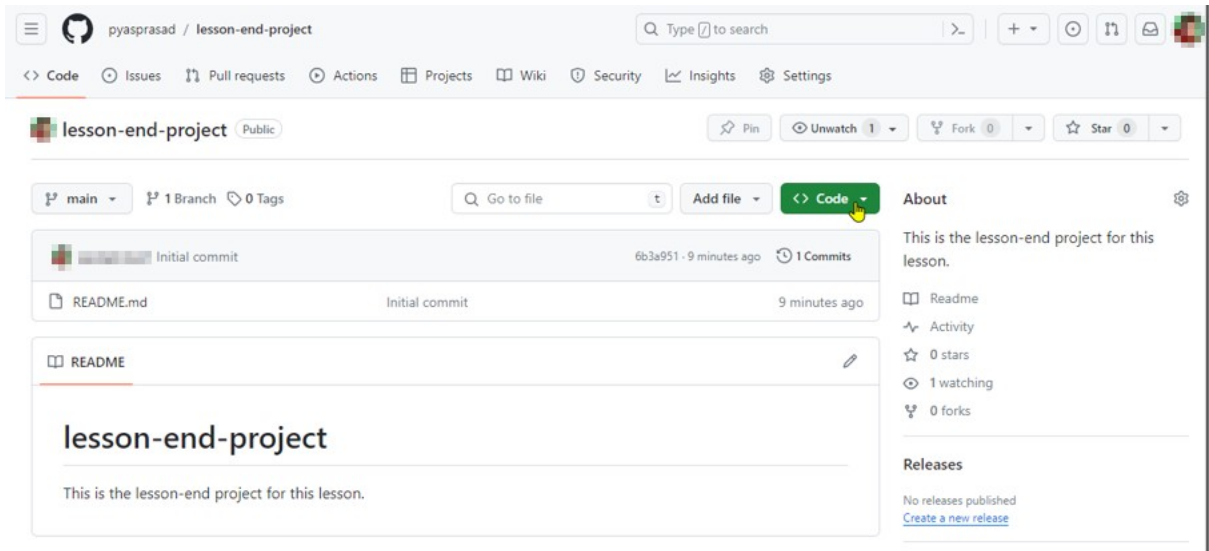 pyasprasad / lesson-end-project Type / to search
Code Issues Pull requests Actions Projects Wiki Security Insights Settings
lesson-end-project Public Pin Unwatch 1 Fork 0 Star 0
main 1 Branch 0 Tags Go to file t Add file Code About
This is the lesson-end project for this
lesson.
Initial commit 6b3a951 · 9 minutes ago 1 Commits
README.md Initial commit 9 minutes ago
Readme
Activity
0 stars
1 watching
0 forks
README
lesson-end-project
This is the lesson-end project for this lesson.
Releases
No releases published
Create a new release